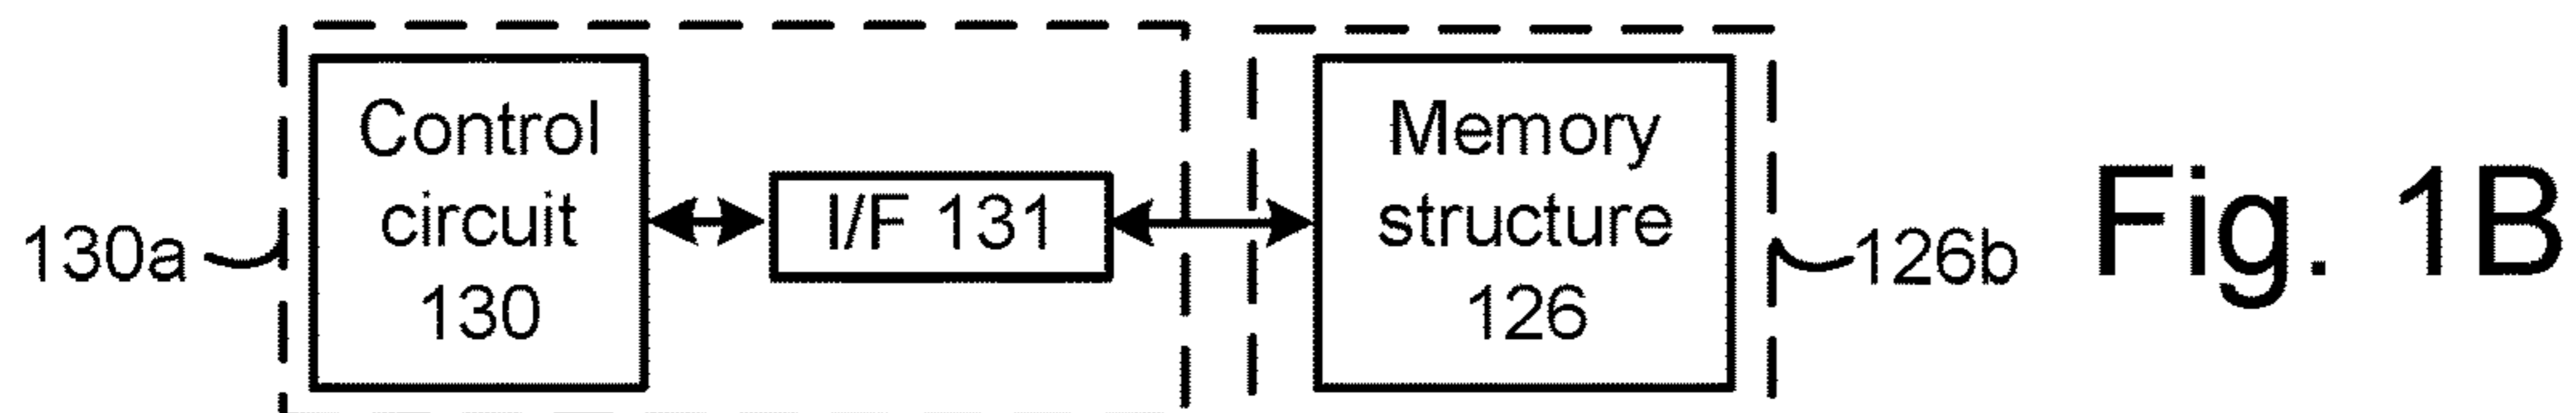 130a
Control
circuit
130
I/F 131
Memory
structure
126
126b
Fig. 1B